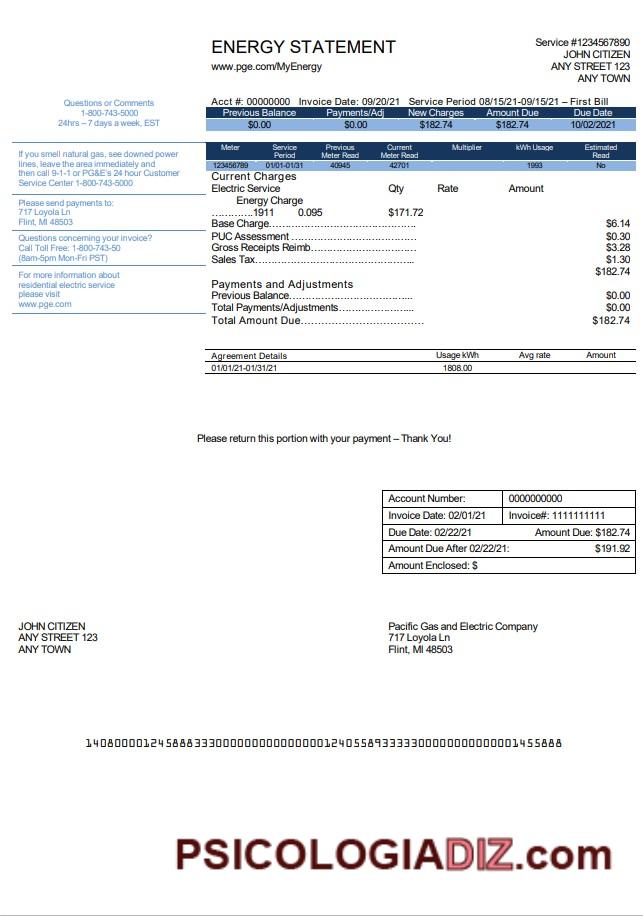 ENERGY STATEMENT
www.pge.com/MyEnergy
Service #1234567890
JOHN CITIZEN
ANY STREET 123
ANY TOWN
Questions or Comments
1-800-743-5000
24hrs – 7 days a week, EST
Acct #: 00000000 Invoice Date: 09/20/21 Service Period 08/15/21-09/15/21 – First Bill
Previous Balance Payments/Adj New Charges Amount Due Due Date
$0.00 $0.00 $182.74 $182.74 10/02/2021
If you smell natural gas, see downed power
lines, leave the area immediately and
then call 9-1-1 or PG&E's 24 hour Customer
Service Center 1-800-743-5000
Please send payments to:
717 Loyola Ln
Flint, MI 48503
Questions concerning your invoice?
Call Toll Free: 1-800-743-50
(8am-5pm Mon-Fri PST)
For more information about
residential electric service
please visit
www.pge.com
Meter Service Period Previous Meter Read Current Meter Read Multiplier kWh Usage Estimated Read
123456789 01/01-01/31 40945 42701 1993 No
Current Charges
Electric Service Qty Rate Amount
Energy Charge
............1911 0.095 $171.72
Base Charge................................................ $6.14
PUC Assessment ........................................ $0.30
Gross Receipts Reimb.................................. $3.28
Sales Tax.................................................... $1.30
$182.74
Payments and Adjustments
Previous Balance......................................... $0.00
Total Payments/Adjustments........................ $0.00
Total Amount Due........................................ $182.74
Agreement Details Usage kWh Avg rate Amount
01/01/21-01/31/21 1808.00
Please return this portion with your payment – Thank You!
Account Number: 0000000000
Invoice Date: 02/01/21 Invoice#: 1111111111
Due Date: 02/22/21 Amount Due: $182.74
Amount Due After 02/22/21: $191.92
Amount Enclosed: $
JOHN CITIZEN
ANY STREET 123
ANY TOWN
Pacific Gas and Electric Company
717 Loyola Ln
Flint, MI 48503
PSICOLOGIADIZ.com